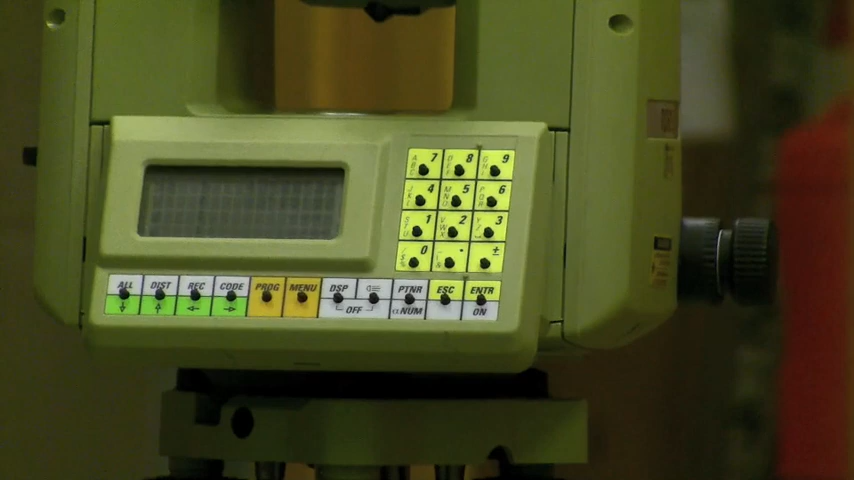 7 8 9
4 5 6
1 2 3
0 . ±
ALL DIST REC CODE PROG MENU DSP PTNR ESC ENTR
OFF αNUM ON